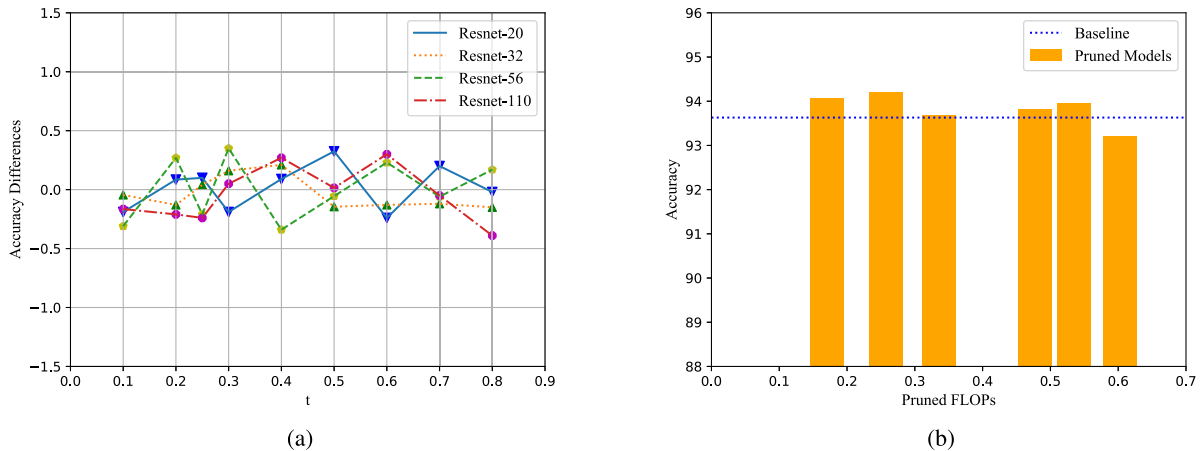 1.5
1.0
0.5
0.0
−0.5
−1.0
−1.5
Accuracy Differences
0.0 0.1 0.2 0.3 0.4 0.5 0.6 0.7 0.8 0.9
t
Resnet-20
Resnet-32
Resnet-56
Resnet-110
(a)
96
95
94
93
92
91
90
89
88
Accuracy
0.0 0.1 0.2 0.3 0.4 0.5 0.6 0.7
Pruned FLOPs
Baseline
Pruned Models
(b)